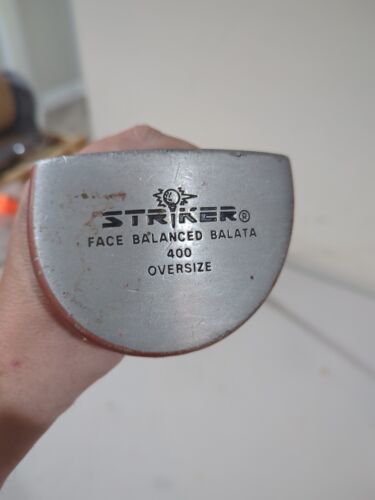 STRIKER®
FACE BALANCED BALATA
400
OVERSIZE